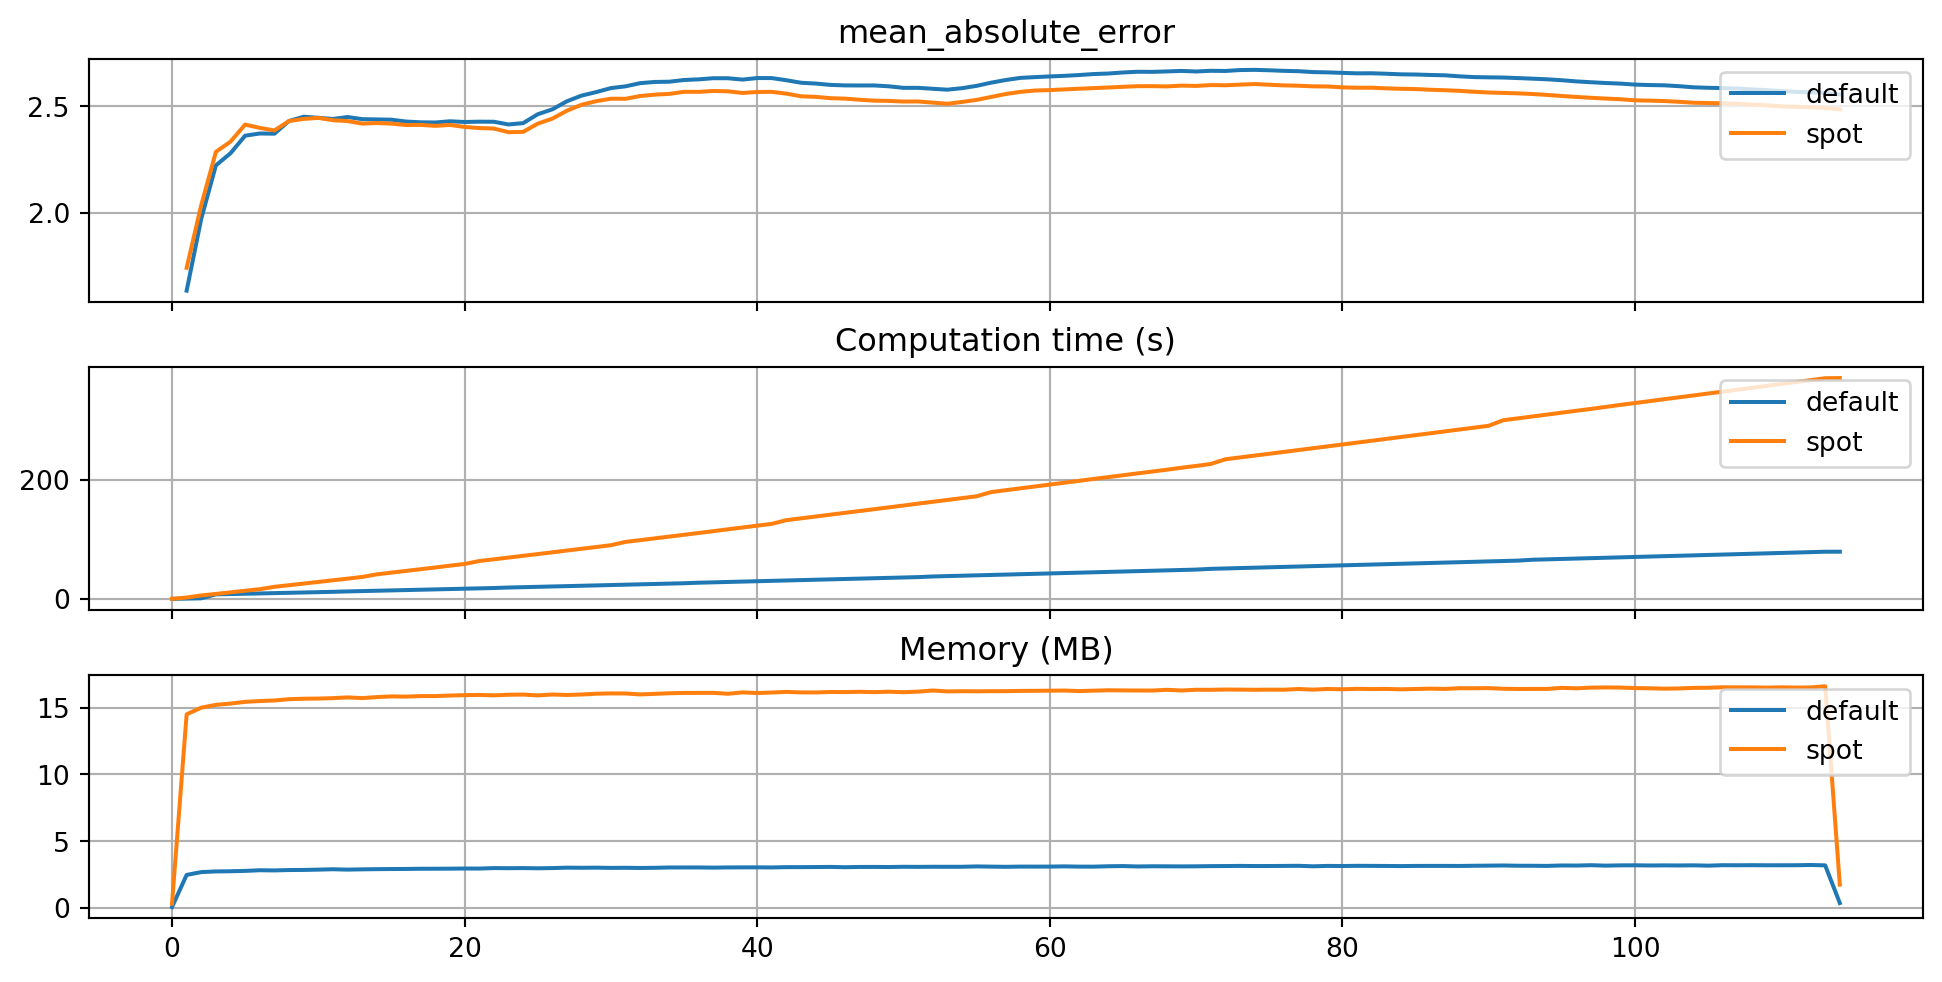 mean_absolute_error
2.5
2.0
default
spot
Computation time (s)
200
0
default
spot
Memory (MB)
15
10
5
0
default
spot
0 20 40 60 80 100